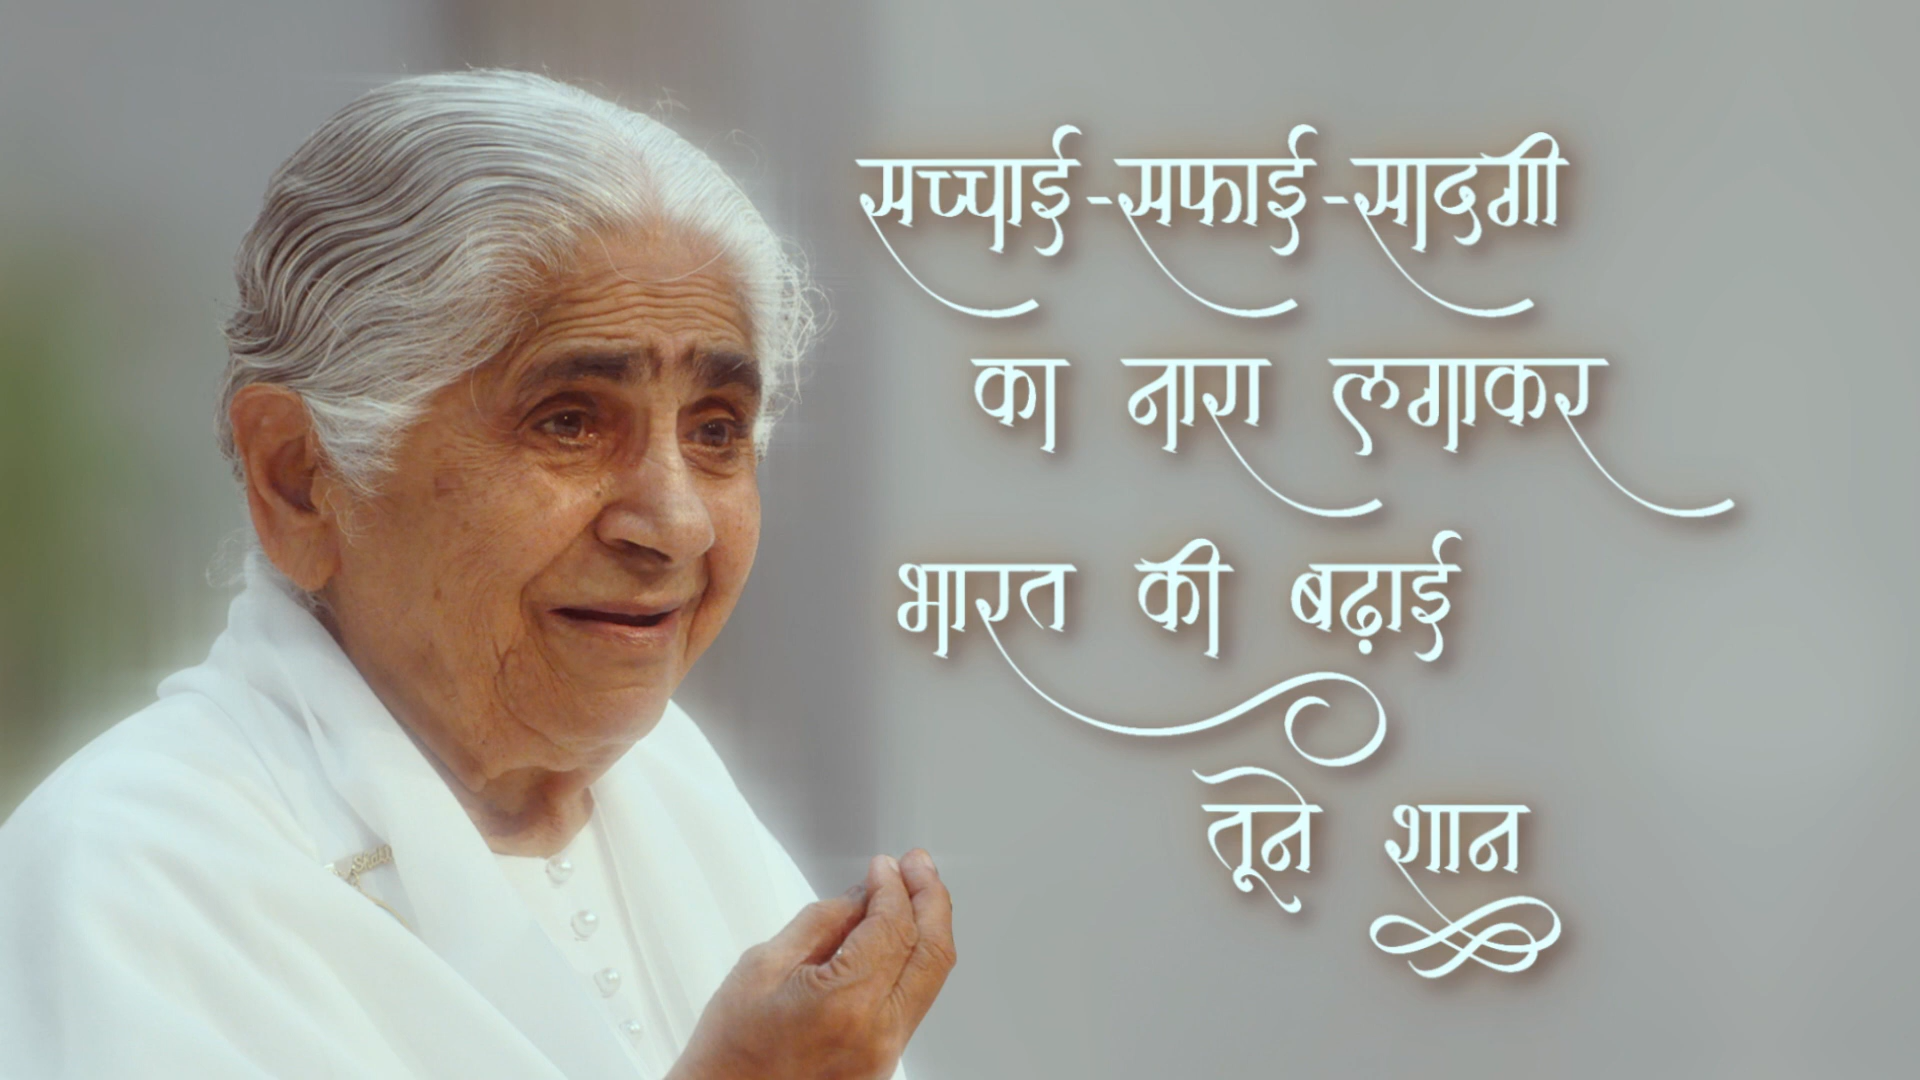 सच्चाई-सफाई-सादगी
का नारा लगाकर
भारत की बढ़ाई
तूने शान